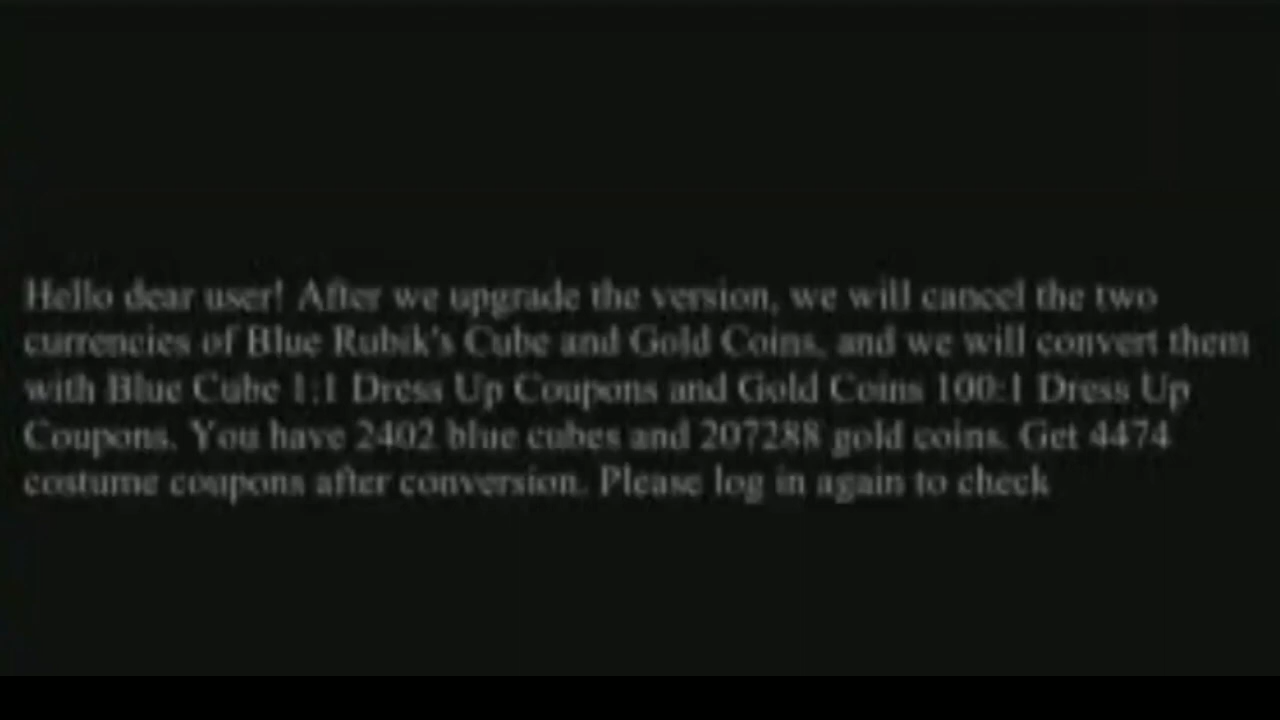 Hello dear user! After we upgrade the version, we will cancel the two
currencies of Blue Rubik's Cube and Gold Coins, and we will convert them
with Blue Cube 1:1 Dress Up Coupons and Gold Coins 100:1 Dress Up
Coupons. You have 2402 blue cubes and 207288 gold coins. Get 4474
costume coupons after conversion. Please log in again to check